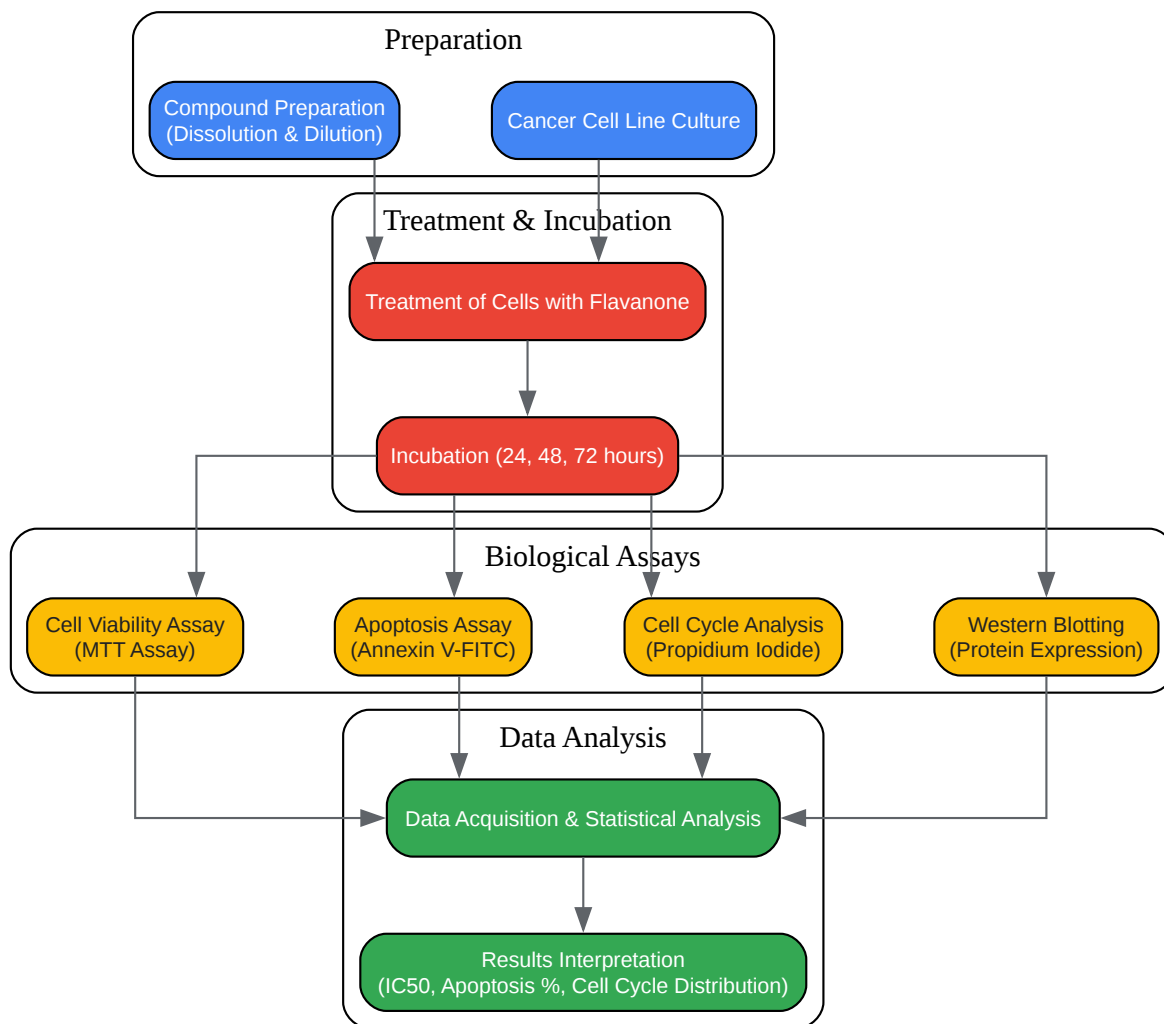 Preparation
Compound Preparation
(Dissolution & Dilution)
Cancer Cell Line Culture
Treatment & Incubation
Treatment of Cells with Flavanone
Incubation (24, 48, 72 hours)
Biological Assays
Cell Viability Assay
(MTT Assay)
Apoptosis Assay
(Annexin V-FITC)
Cell Cycle Analysis
(Propidium Iodide)
Western Blotting
(Protein Expression)
Data Analysis
Data Acquisition & Statistical Analysis
Results Interpretation
(IC50, Apoptosis %, Cell Cycle Distribution)